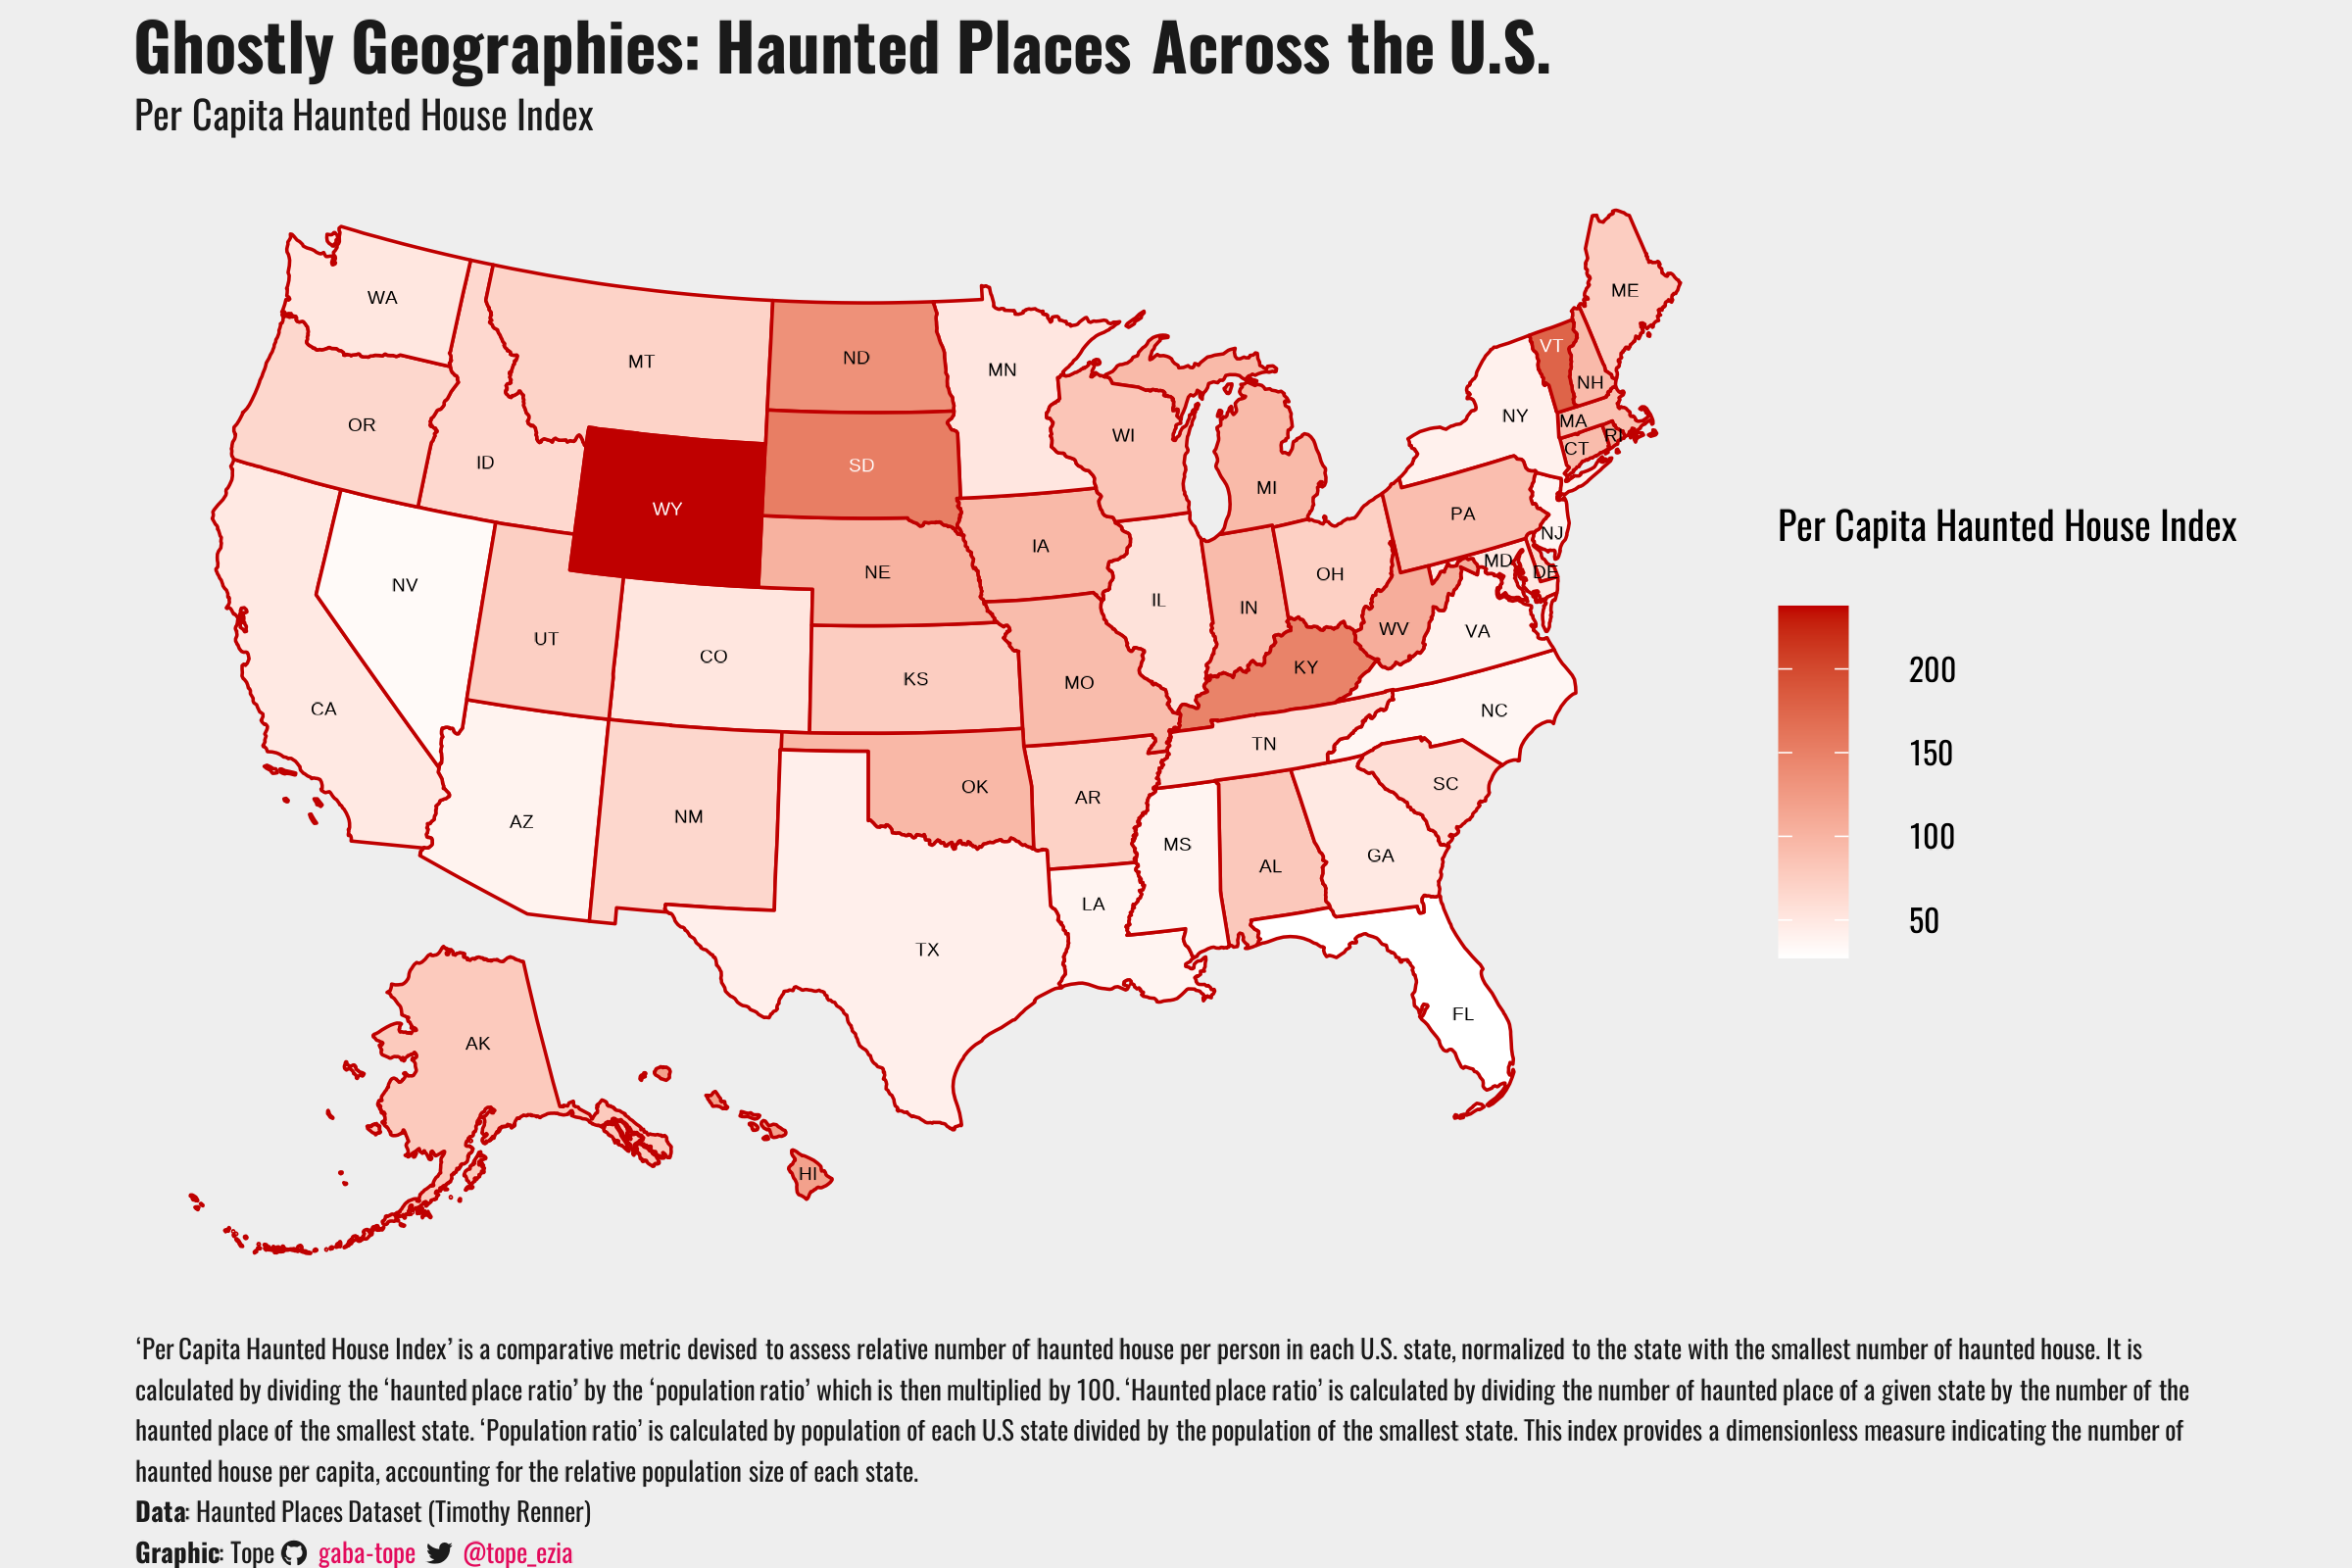 Ghostly Geographies: Haunted Places Across the U.S.
Per Capita Haunted House Index
WA
MT
ND
MN
ME
VT
NH
OR
ID
WY
SD
WI
MI
NY
MA
RI
CT
PA
NJ
NV
UT
CO
NE
IA
IL
IN
OH
MD
DE
WV
VA
CA
KS
MO
KY
NC
TN
AZ
NM
OK
AR
SC
MS
AL
GA
TX
LA
FL
AK
HI
Per Capita Haunted House Index
200
150
100
50
‘Per Capita Haunted House Index’ is a comparative metric devised to assess relative number of haunted house per person in each U.S. state, normalized to the state with the smallest number of haunted house. It is
calculated by dividing the ‘haunted place ratio’ by the ‘population ratio’ which is then multiplied by 100. ‘Haunted place ratio’ is calculated by dividing the number of haunted place of a given state by the number of the
haunted place of the smallest state. ‘Population ratio’ is calculated by population of each U.S state divided by the population of the smallest state. This index provides a dimensionless measure indicating the number of
haunted house per capita, accounting for the relative population size of each state.
Data: Haunted Places Dataset (Timothy Renner)
Graphic: Tope gaba-tope @tope_ezia